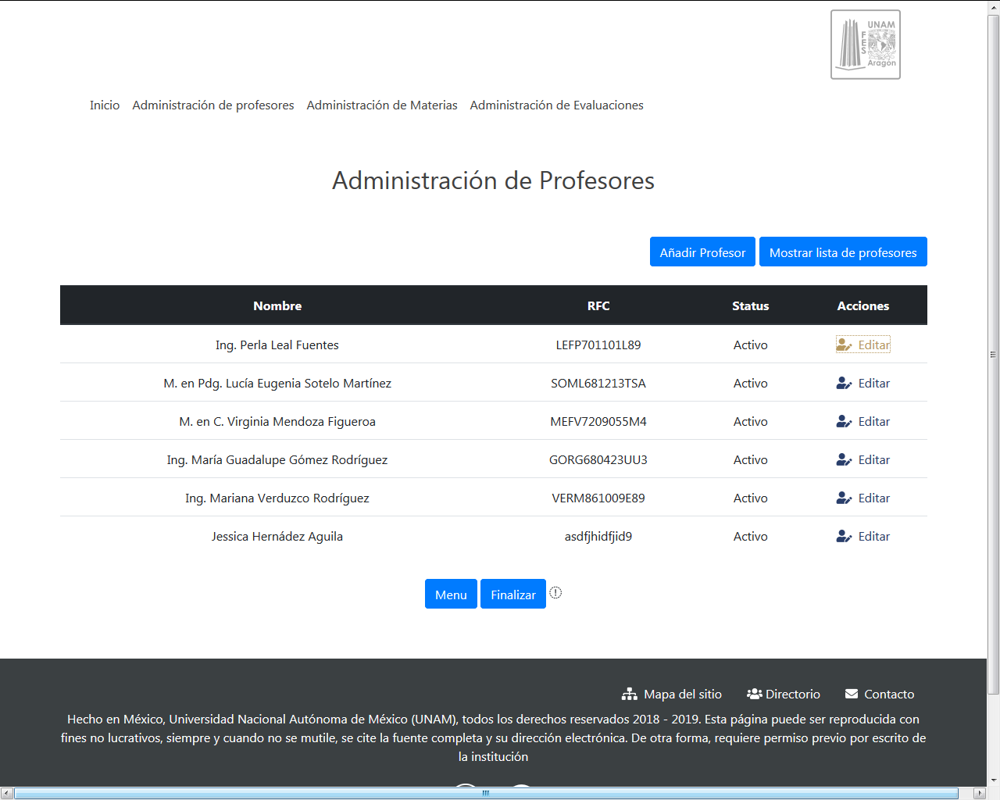 UNAM
FES
Aragón
Inicio Administración de profesores Administración de Materias Administración de Evaluaciones
Administración de Profesores
Añadir Profesor Mostrar lista de profesores
Nombre RFC Status Acciones
Ing. Perla Leal Fuentes LEFP701101L89 Activo Editar
M. en Pdg. Lucía Eugenia Sotelo Martínez SOML681213TSA Activo Editar
M. en C. Virginia Mendoza Figueroa MEFV7209055M4 Activo Editar
Ing. María Guadalupe Gómez Rodríguez GORG680423UU3 Activo Editar
Ing. Mariana Verduzco Rodríguez VERM861009E89 Activo Editar
Jessica Hernádez Aguila asdfjhidfjid9 Activo Editar
Menu Finalizar
Mapa del sitio Directorio Contacto
Hecho en México, Universidad Nacional Autónoma de México (UNAM), todos los derechos reservados 2018 - 2019. Esta página puede ser reproducida con
fines no lucrativos, siempre y cuando no se mutile, se cite la fuente completa y su dirección electrónica. De otra forma, requiere permiso previo por escrito de
la institución